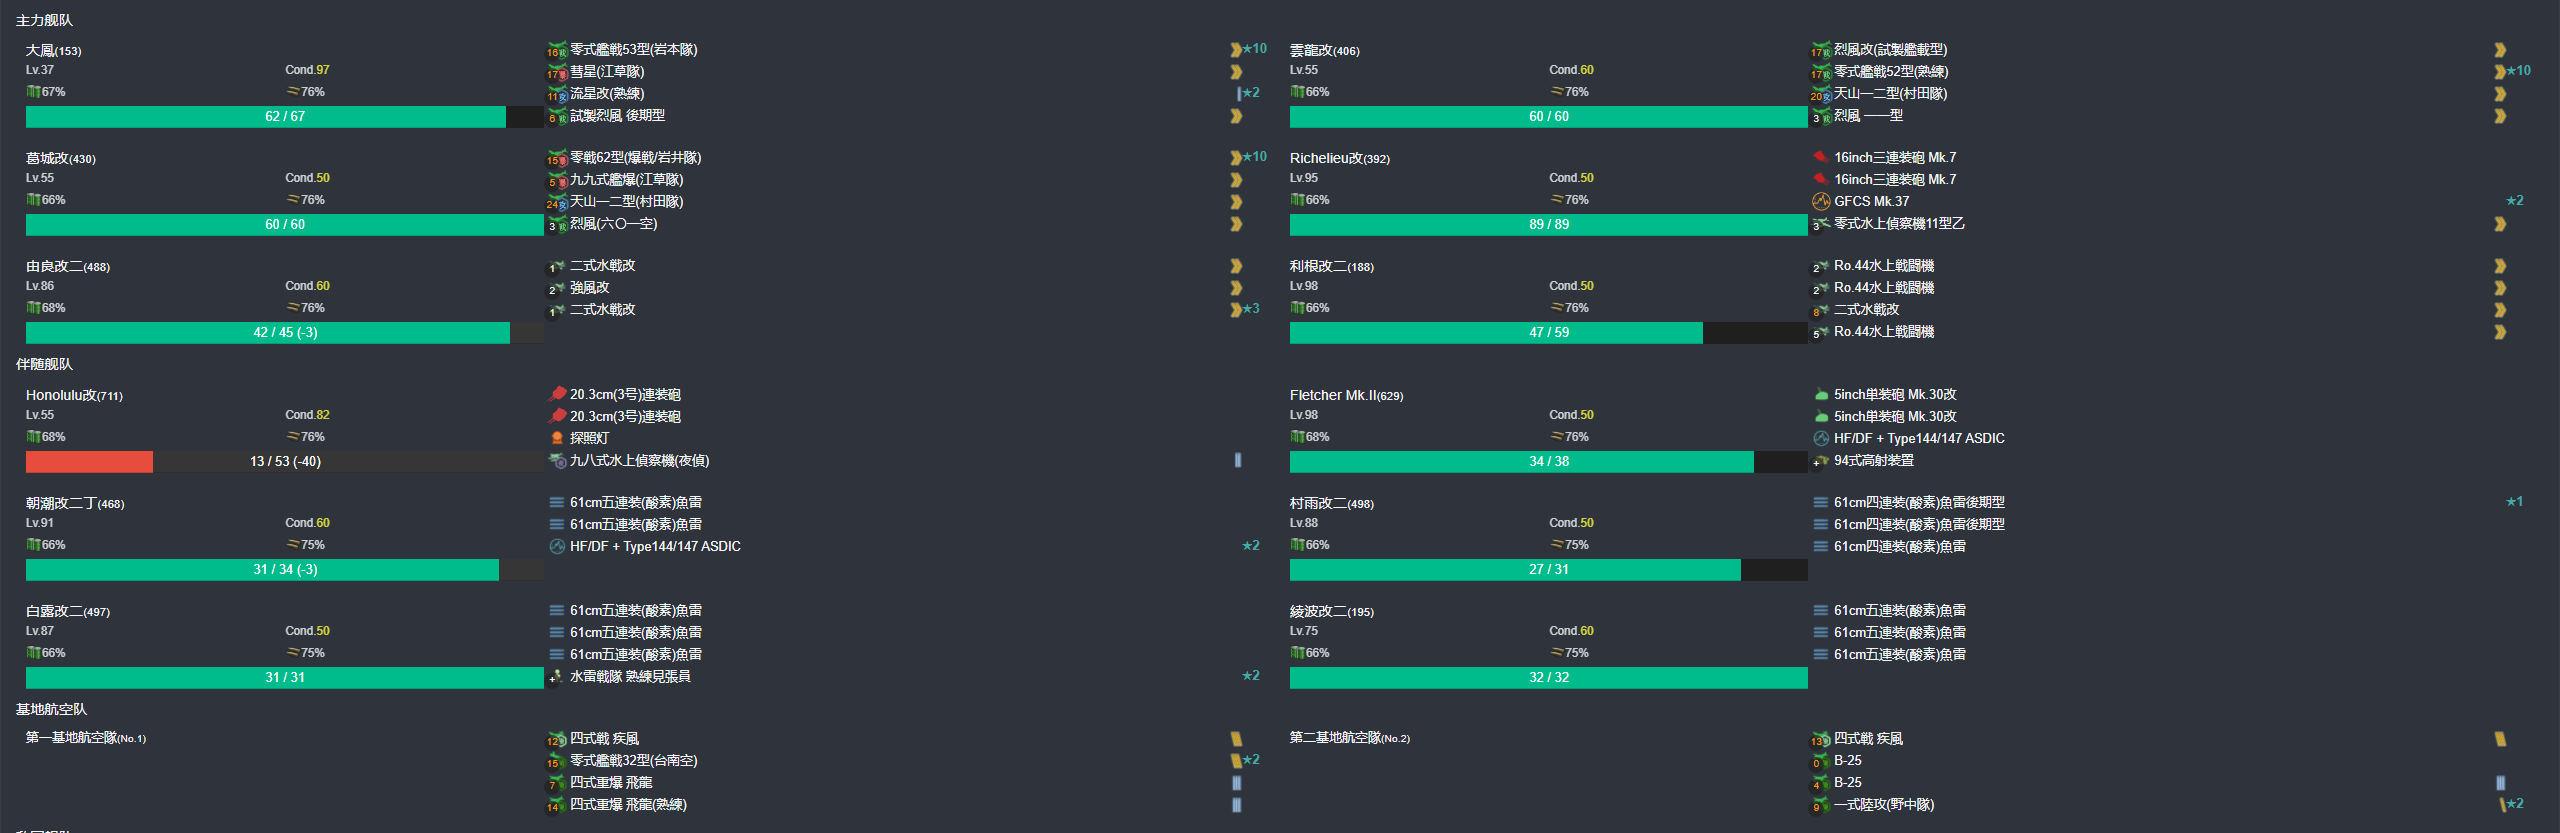 主力舰队
大鳳(153)
Lv.37 Cond.97
67% 76%
62 / 67
16 零式艦戦53型(岩本隊) ★10
17 彗星(江草隊)
11 流星改(熟練) ★2
6 試製烈風 後期型
雲龍改(406)
Lv.55 Cond.60
66% 76%
60 / 60
17 烈風改(試製艦載型)
17 零式艦戦52型(熟練) ★10
20 天山一二型(村田隊)
3 烈風 一一型
葛城改(430)
Lv.55 Cond.50
66% 76%
60 / 60
15 零戦62型(爆戦/岩井隊) ★10
5 九九式艦爆(江草隊)
24 天山一二型(村田隊)
3 烈風(六〇一空)
Richelieu改(392)
Lv.95 Cond.50
66% 76%
89 / 89
16inch三連装砲 Mk.7
16inch三連装砲 Mk.7
GFCS Mk.37 ★2
3 零式水上偵察機11型乙
由良改二(488)
Lv.86 Cond.60
68% 76%
42 / 45 (-3)
1 二式水戦改
2 強風改
1 二式水戦改 ★3
利根改二(188)
Lv.98 Cond.50
66% 76%
47 / 59
2 Ro.44水上戦闘機
2 Ro.44水上戦闘機
8 二式水戦改
5 Ro.44水上戦闘機
伴随舰队
Honolulu改(711)
Lv.55 Cond.82
68% 76%
13 / 53 (-40)
20.3cm(3号)連装砲
20.3cm(3号)連装砲
探照灯
九八式水上偵察機(夜偵)
Fletcher Mk.II(629)
Lv.98 Cond.50
68% 76%
34 / 38
5inch単装砲 Mk.30改
5inch単装砲 Mk.30改
HF/DF + Type144/147 ASDIC
+ 94式高射装置
朝潮改二丁(468)
Lv.91 Cond.60
66% 75%
31 / 34 (-3)
61cm五連装(酸素)魚雷
61cm五連装(酸素)魚雷
HF/DF + Type144/147 ASDIC ★2
村雨改二(498)
Lv.88 Cond.50
66% 75%
27 / 31
61cm四連装(酸素)魚雷後期型 ★1
61cm四連装(酸素)魚雷後期型
61cm四連装(酸素)魚雷
白露改二(497)
Lv.87 Cond.50
66% 75%
31 / 31
61cm五連装(酸素)魚雷
61cm五連装(酸素)魚雷
61cm五連装(酸素)魚雷
+ 水雷戦隊 熟練見張員 ★2
綾波改二(195)
Lv.75 Cond.60
66% 75%
32 / 32
61cm五連装(酸素)魚雷
61cm五連装(酸素)魚雷
61cm五連装(酸素)魚雷
基地航空队
第一基地航空隊(No.1)
12 四式戦 疾風
15 零式艦戦32型(台南空) ★2
7 四式重爆 飛龍
14 四式重爆 飛龍(熟練)
第二基地航空隊(No.2)
13 四式戦 疾風
0 B-25
4 B-25
9 一式陸攻(野中隊) ★2